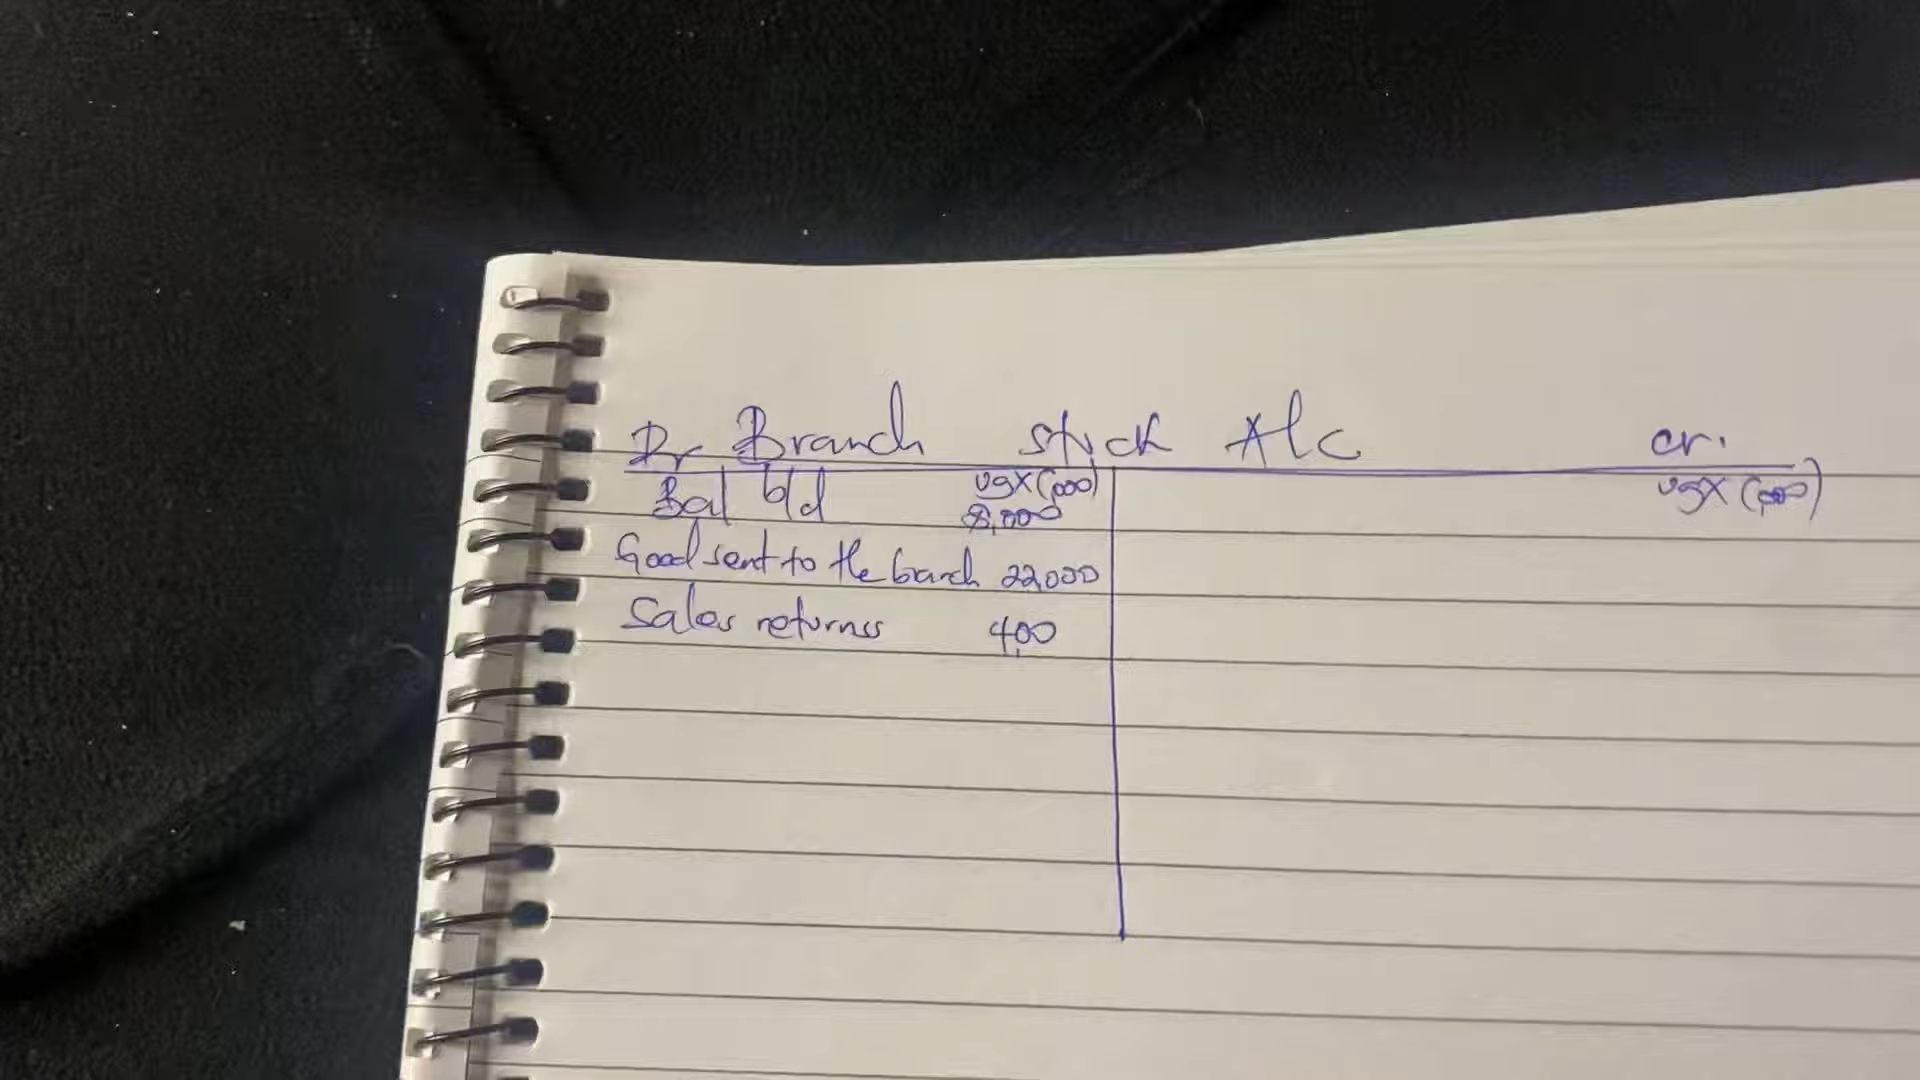 Dr Branch stock A/c cr.
ugx(,000) ugx (,000)
Bal b/d 8,000
Good sent to the branch 22,000
Sales returnss 400